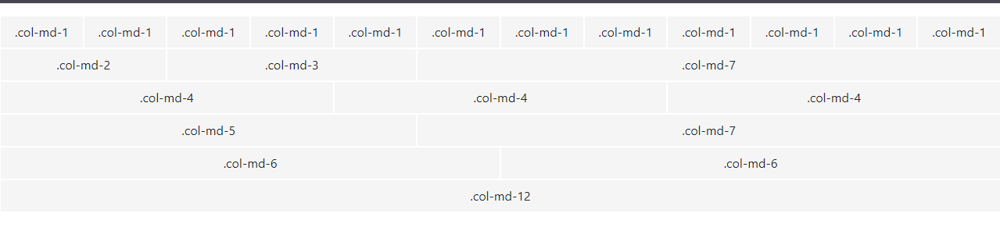 .col-md-1 .col-md-1 .col-md-1 .col-md-1 .col-md-1 .col-md-1 .col-md-1 .col-md-1 .col-md-1 .col-md-1 .col-md-1 .col-md-1
.col-md-2 .col-md-3 .col-md-7
.col-md-4 .col-md-4 .col-md-4
.col-md-5 .col-md-7
.col-md-6 .col-md-6
.col-md-12